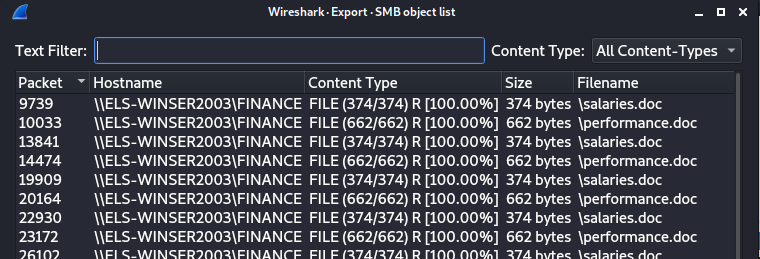 Wireshark · Export · SMB object list
Text Filter: Content Type: All Content-Types
Packet Hostname Content Type Size Filename
9739 \\ELS-WINSER2003\FINANCE FILE (374/374) R [100.00%] 374 bytes \salaries.doc
10033 \\ELS-WINSER2003\FINANCE FILE (662/662) R [100.00%] 662 bytes \performance.doc
13841 \\ELS-WINSER2003\FINANCE FILE (374/374) R [100.00%] 374 bytes \salaries.doc
14474 \\ELS-WINSER2003\FINANCE FILE (662/662) R [100.00%] 662 bytes \performance.doc
19909 \\ELS-WINSER2003\FINANCE FILE (374/374) R [100.00%] 374 bytes \salaries.doc
20164 \\ELS-WINSER2003\FINANCE FILE (662/662) R [100.00%] 662 bytes \performance.doc
22930 \\ELS-WINSER2003\FINANCE FILE (374/374) R [100.00%] 374 bytes \salaries.doc
23172 \\ELS-WINSER2003\FINANCE FILE (662/662) R [100.00%] 662 bytes \performance.doc
26102 \\ELS-WINSER2003\FINANCE FILE (374/374) R [100.00%] 374 bytes \salaries.doc